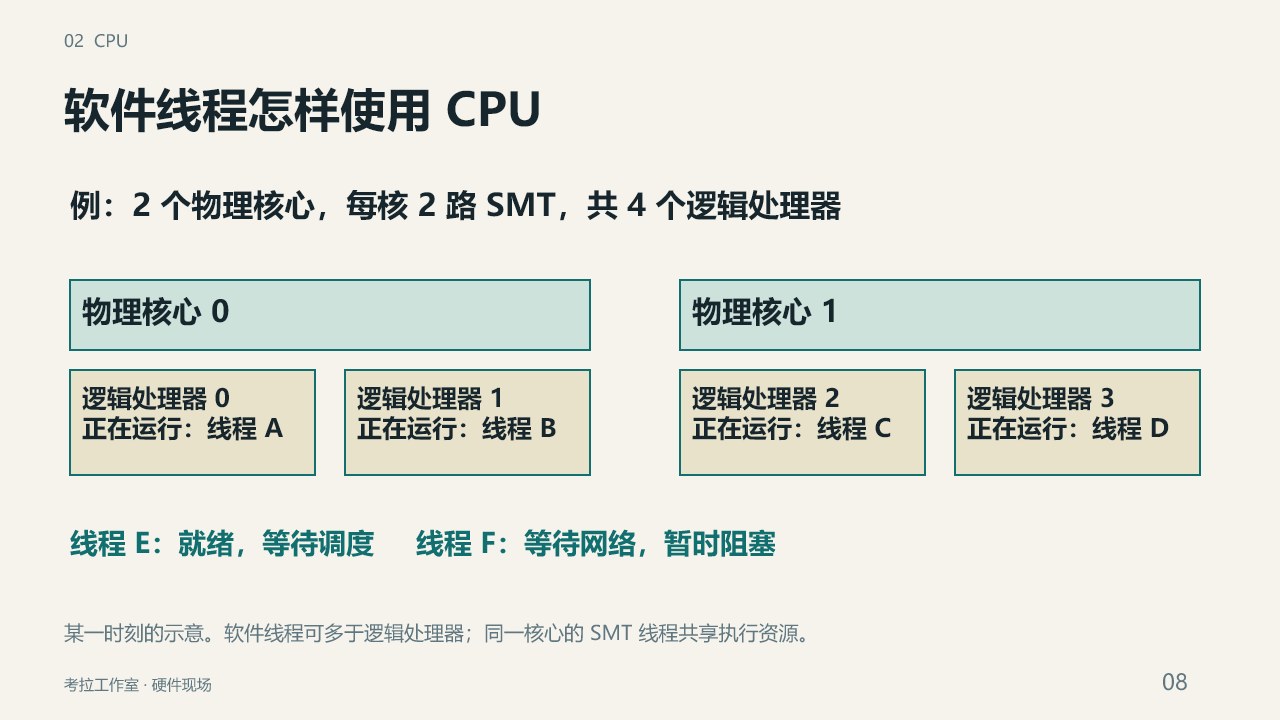 02 CPU
软件线程怎样使用 CPU
例：2 个物理核心，每核 2 路 SMT，共 4 个逻辑处理器
物理核心 0
物理核心 1
逻辑处理器 0
正在运行：线程 A
逻辑处理器 1
正在运行：线程 B
逻辑处理器 2
正在运行：线程 C
逻辑处理器 3
正在运行：线程 D
线程 E：就绪，等待调度 线程 F：等待网络，暂时阻塞
某一时刻的示意。软件线程可多于逻辑处理器；同一核心的 SMT 线程共享执行资源。
考拉工作室 · 硬件现场
08